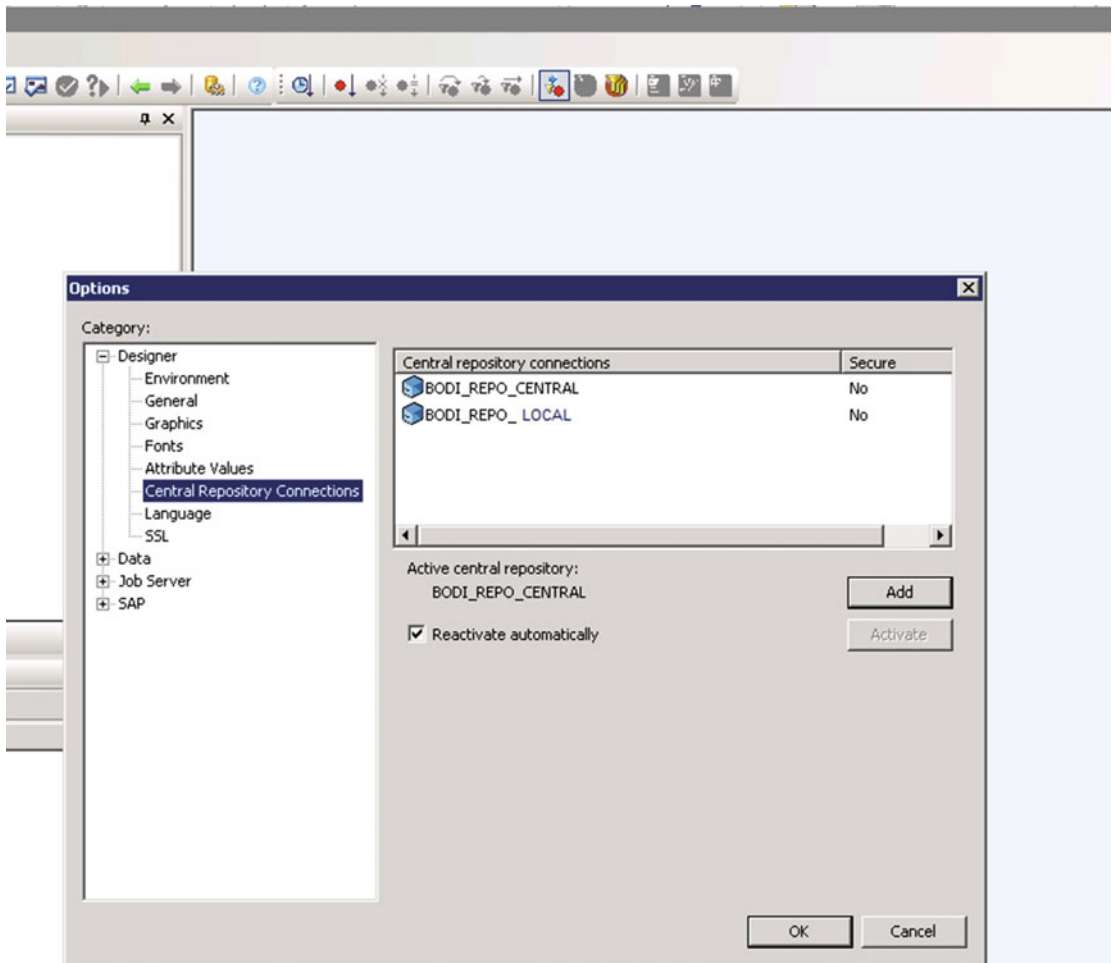 Options
Category:
Designer
Environment
General
Graphics
Fonts
Attribute Values
Central Repository Connections
Language
SSL
Data
Job Server
SAP
Central repository connections Secure
BODI_REPO_CENTRAL No
BODI_REPO_ LOCAL No
Active central repository:
BODI_REPO_CENTRAL
Add
Reactivate automatically
Activate
OK Cancel